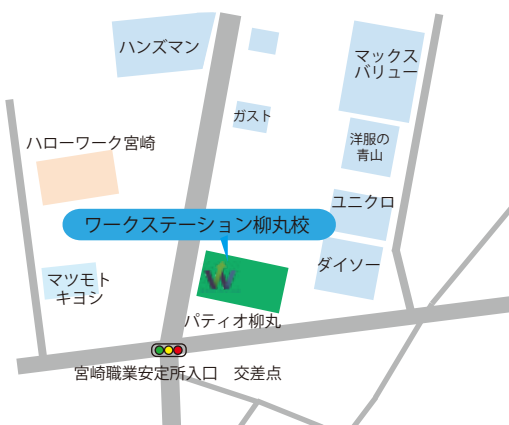 ハンズマン
マックス
バリュー
ガスト
洋服の
青山
ハローワーク宮崎
ユニクロ
ワークステーション柳丸校
ダイソー
マツモト
キヨシ
W
パティオ柳丸
宮崎職業安定所入口 交差点